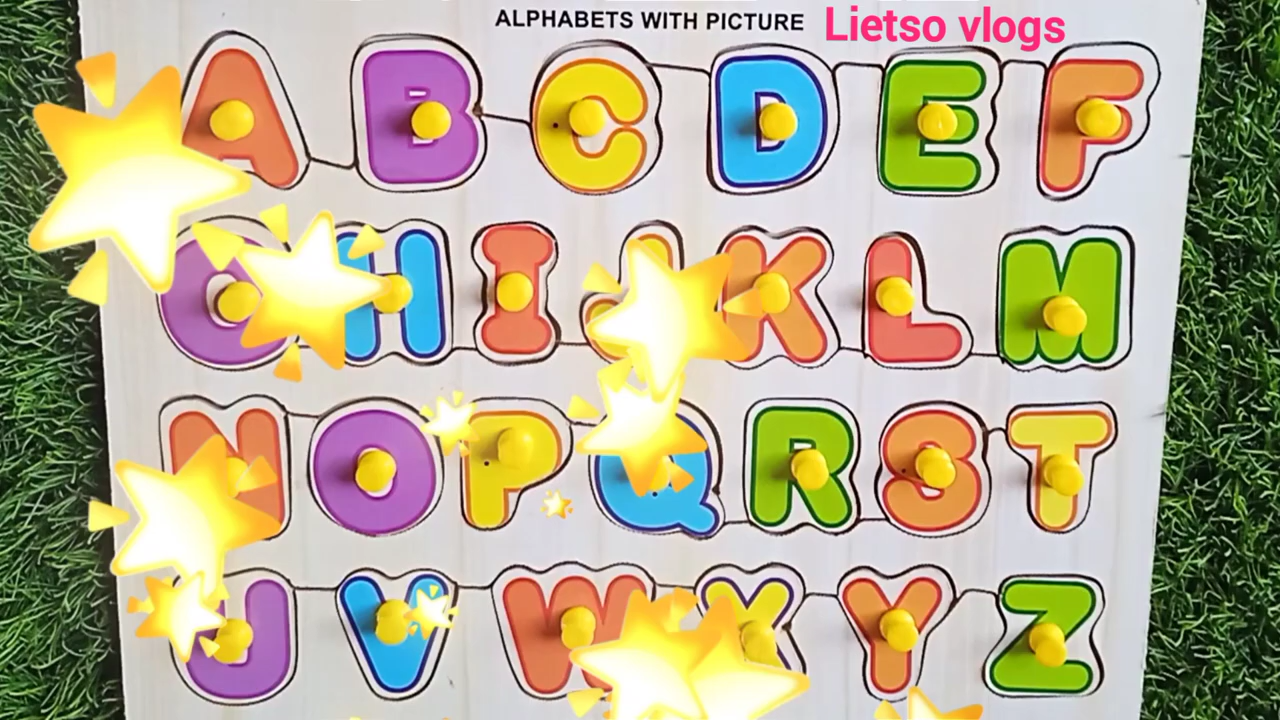 ALPHABETS WITH PICTURE Lietso vlogs
A B C D E F
G H I J K L M
N O P Q R S T
U V W X Y Z